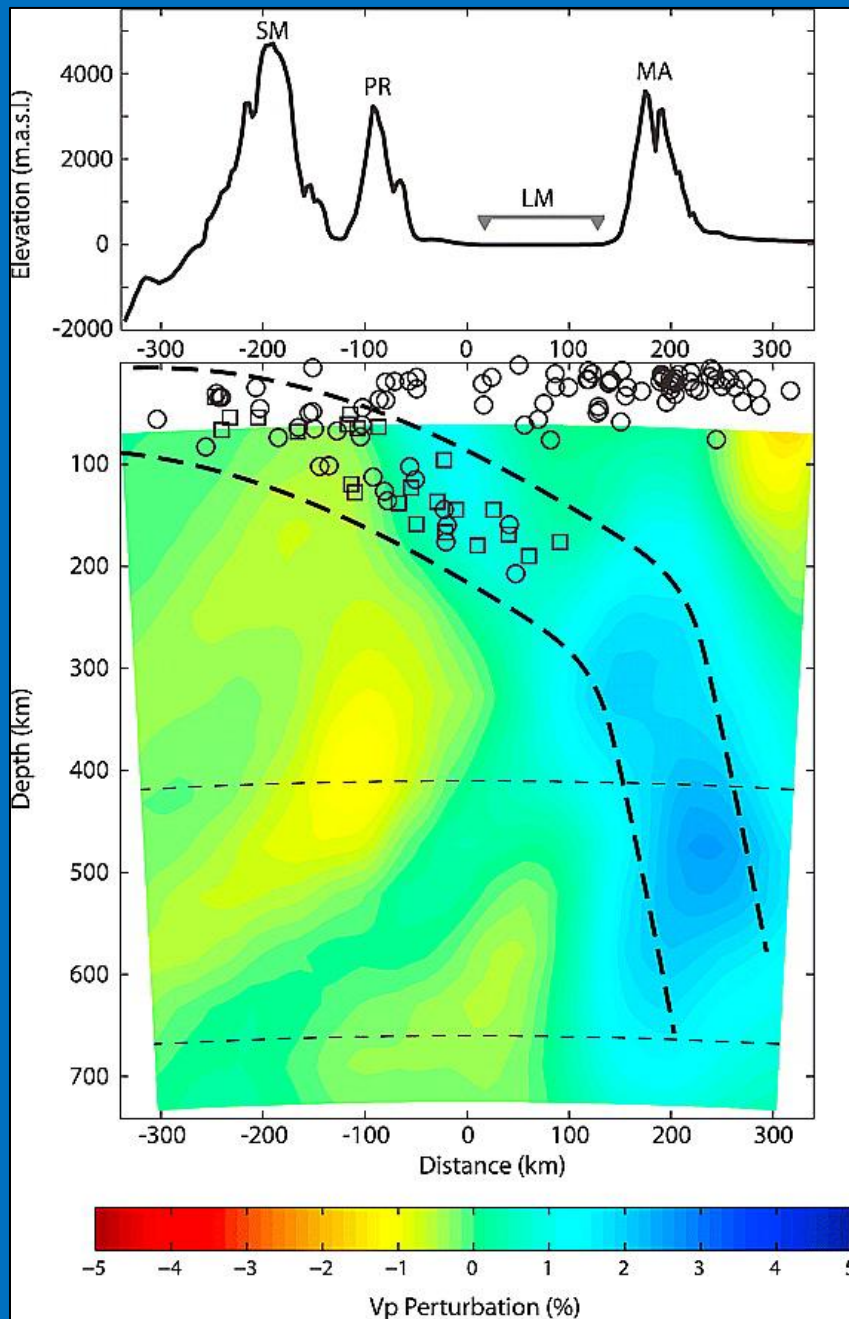 SM
PR
MA
LM
Elevation (m.a.s.l.)
4000
2000
0
-2000
-300 -200 -100 0 100 200 300
Depth (km)
100
200
300
400
500
600
700
-300 -200 -100 0 100 200 300
Distance (km)
−5 −4 −3 −2 −1 0 1 2 3 4 5
Vp Perturbation (%)